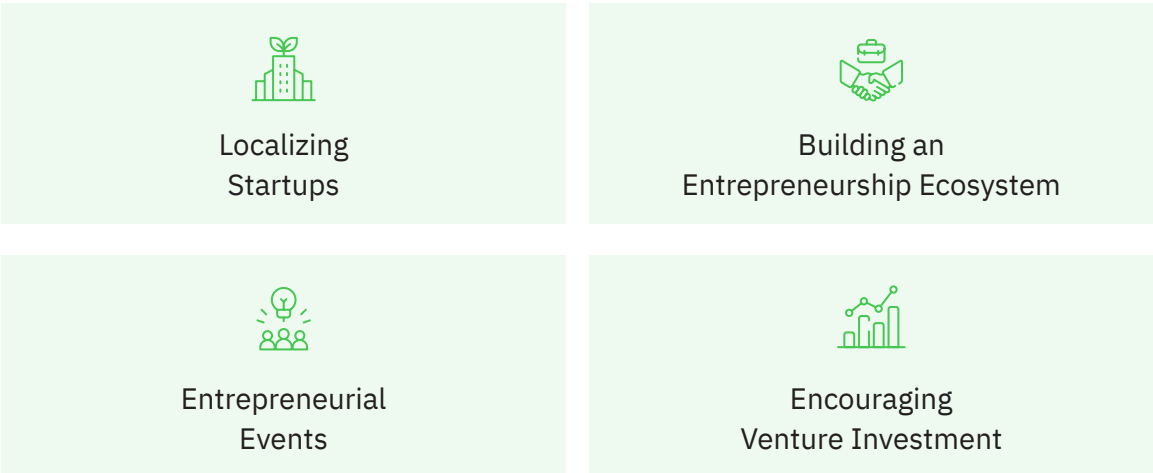 Localizing
Startups
Building an
Entrepreneurship Ecosystem
Entrepreneurial
Events
Encouraging
Venture Investment